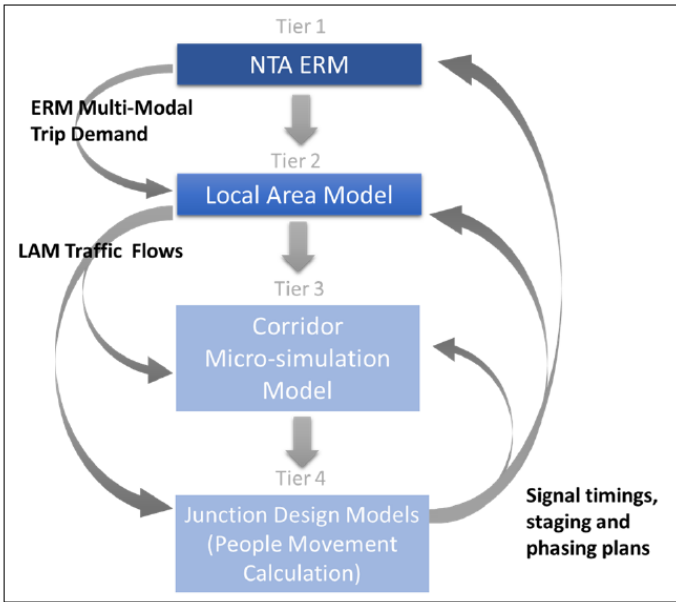 Tier 1
NTA ERM
ERM Multi-Modal
Trip Demand
Tier 2
Local Area Model
LAM Traffic Flows
Tier 3
Corridor
Micro-simulation
Model
Tier 4
Junction Design Models
(People Movement
Calculation)
Signal timings,
staging and
phasing plans